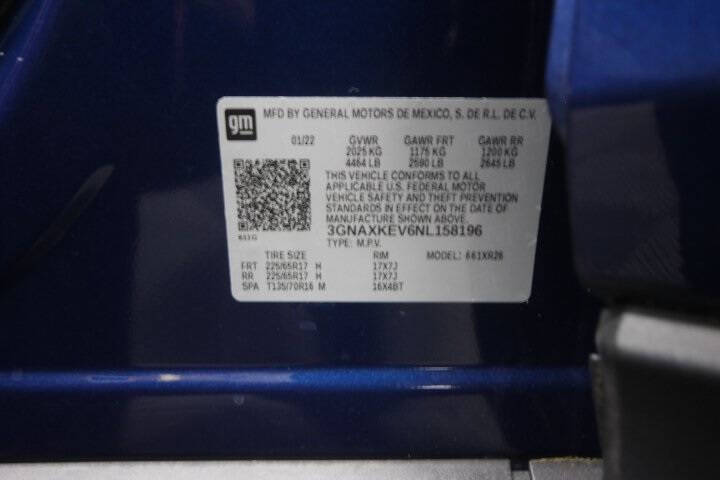 gm
MFD BY GENERAL MOTORS DE MEXICO, S. DE R.L. DE C.V.
01/22 GVWR GAWR FRT GAWR RR
2025 KG 1175 KG 1200 KG
4464 LB 2590 LB 2645 LB
THIS VEHICLE CONFORMS TO ALL
APPLICABLE U.S. FEDERAL MOTOR
VEHICLE SAFETY AND THEFT PREVENTION
STANDARDS IN EFFECT ON THE DATE OF
MANUFACTURE SHOWN ABOVE.
3GNAXKEV6NL158196
TYPE: M.P.V.
TIRE SIZE RIM MODEL: 661XR26
FRT 225/65R17 H 17X7J
RR 225/65R17 H 17X7J
SPA T135/70R16 M 16X4BT